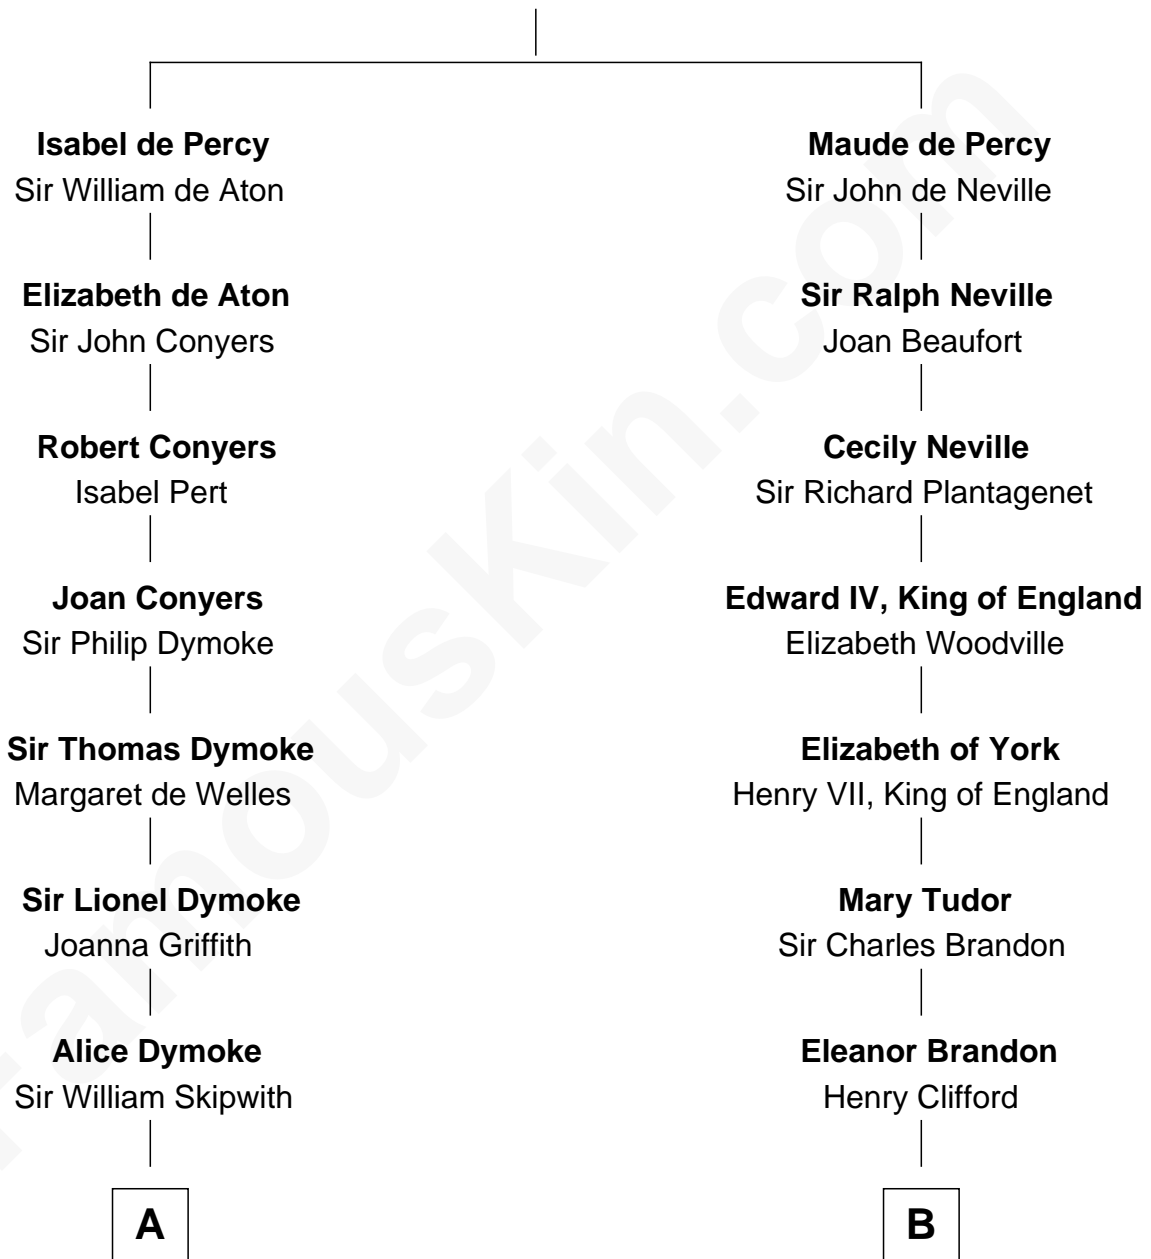 Isabel de Percy
Sir William de Aton
Elizabeth de Aton
Sir John Conyers
Robert Conyers
Isabel Pert
Joan Conyers
Sir Philip Dymoke
Sir Thomas Dymoke
Margaret de Welles
Sir Lionel Dymoke
Joanna Griffith
Alice Dymoke
Sir William Skipwith
A
Maude de Percy
Sir John de Neville
Sir Ralph Neville
Joan Beaufort
Cecily Neville
Sir Richard Plantagenet
Edward IV, King of England
Elizabeth Woodville
Elizabeth of York
Henry VII, King of England
Mary Tudor
Sir Charles Brandon
Eleanor Brandon
Henry Clifford
B
FamousKin.com